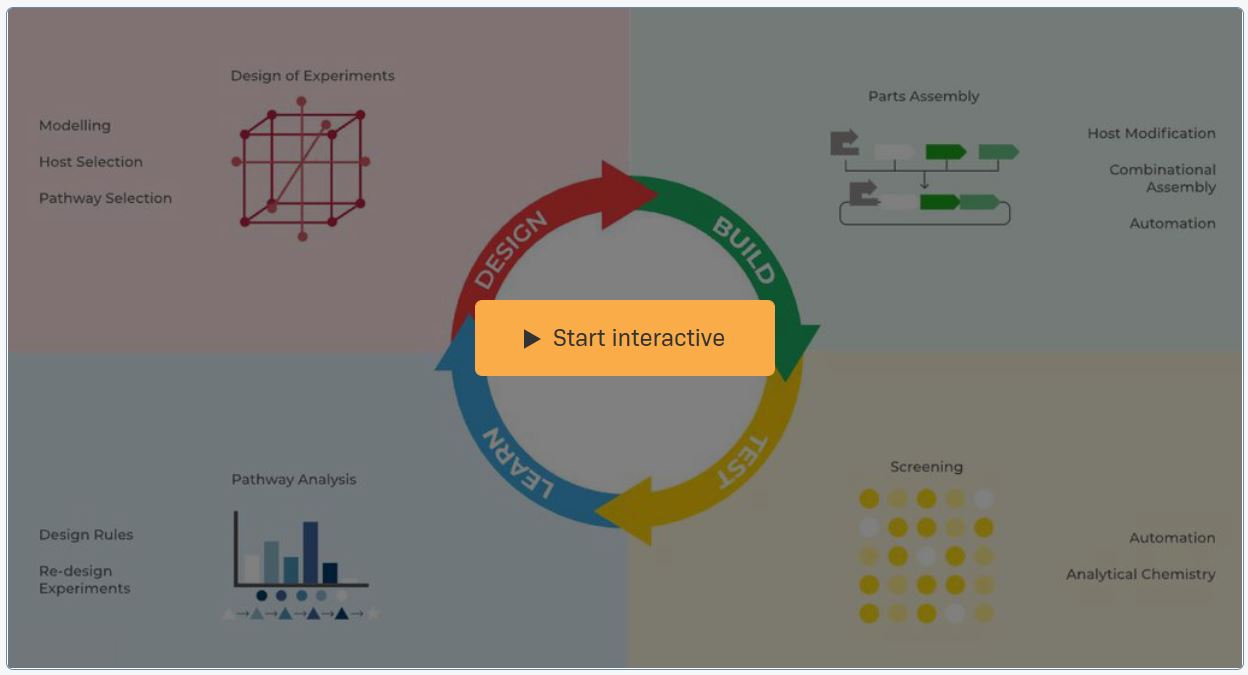 Design of Experiments
Modelling
Host Selection
Pathway Selection
Parts Assembly
Host Modification
Combinational
Assembly
Automation
DESIGN
BUILD
TEST
LEARN
Start interactive
Pathway Analysis
Design Rules
Re-design
Experiments
Screening
Automation
Analytical Chemistry